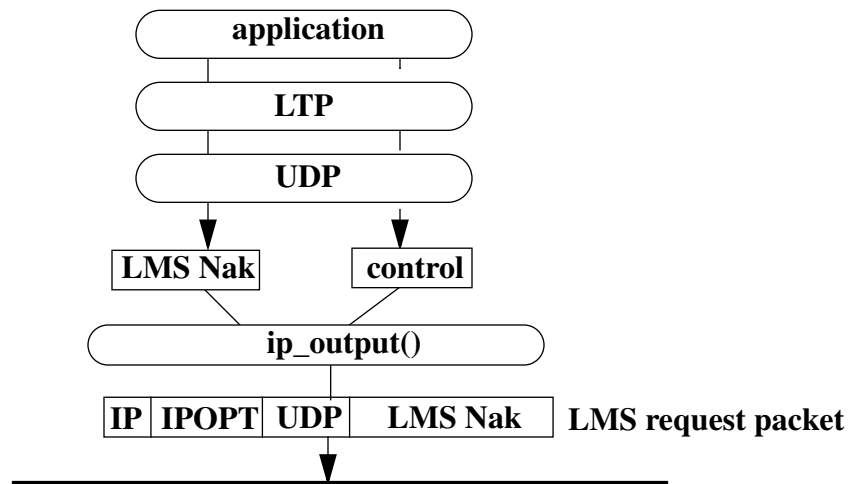 application
LTP
UDP
LMS Nak control
ip_output()
IP IPOPT UDP LMS Nak LMS request packet